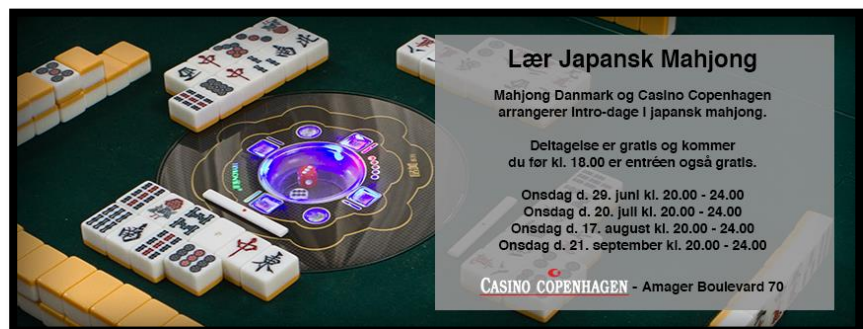 Lær Japansk Mahjong
Mahjong Danmark og Casino Copenhagen
arrangerer intro-dage i japansk mahjong.
Deltagelse er gratis og kommer
du før kl. 18.00 er entréen også gratis.
Onsdag d. 29. juni kl. 20.00 - 24.00
Onsdag d. 20. juli kl. 20.00 - 24.00
Onsdag d. 17. august kl. 20.00 - 24.00
Onsdag d. 21. september kl. 20.00 - 24.00
CASINO COPENHAGEN - Amager Boulevard 70